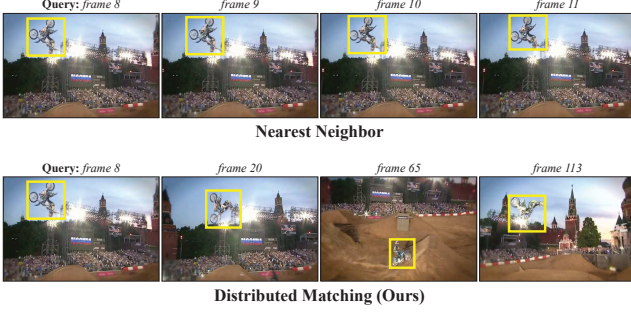 Query: frame 8 frame 9 frame 10 frame 11
Nearest Neighbor
Query: frame 8 frame 20 frame 65 frame 113
Distributed Matching (Ours)